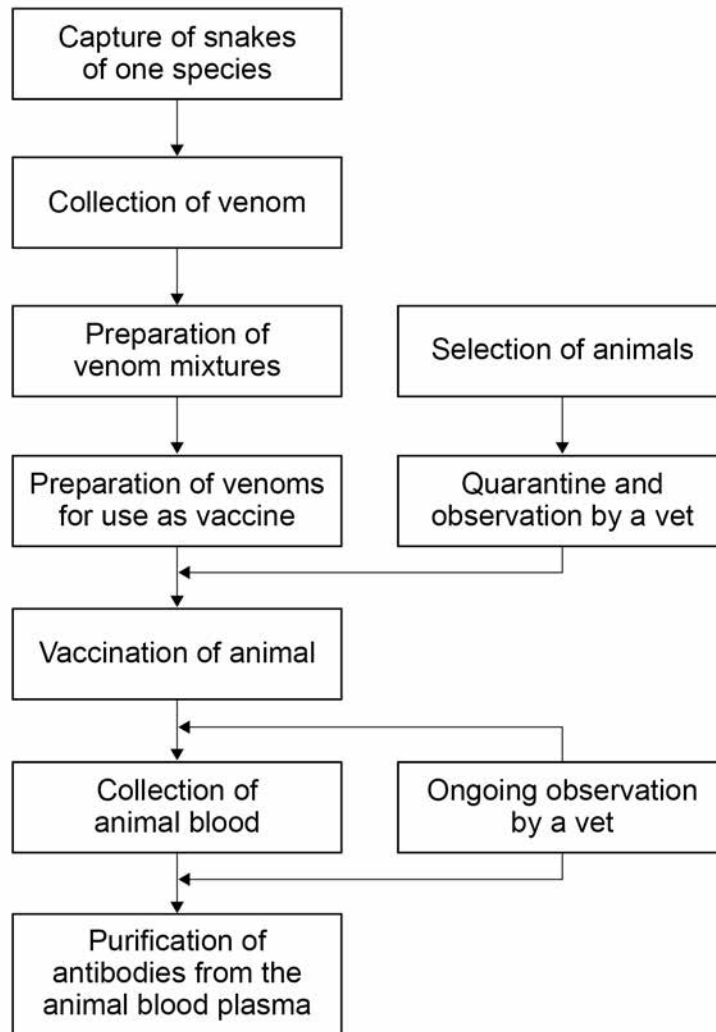 Capture of snakes
of one species
Collection of venom
Preparation of
venom mixtures
Selection of animals
Preparation of venoms
for use as vaccine
Quarantine and
observation by a vet
Vaccination of animal
Collection of
animal blood
Ongoing observation
by a vet
Purification of
antibodies from the
animal blood plasma